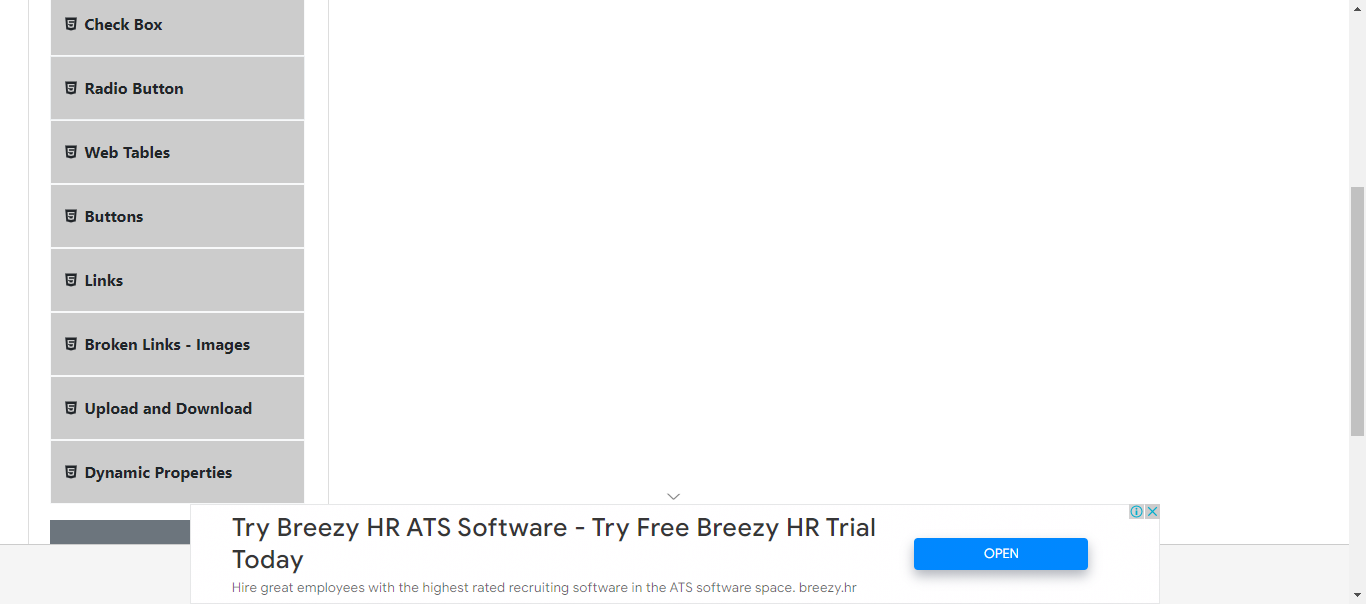 Check Box
Radio Button
Web Tables
Buttons
Links
Broken Links - Images
Upload and Download
Dynamic Properties
Try Breezy HR ATS Software - Try Free Breezy HR Trial
Today
Hire great employees with the highest rated recruiting software in the ATS software space. breezy.hr
OPEN